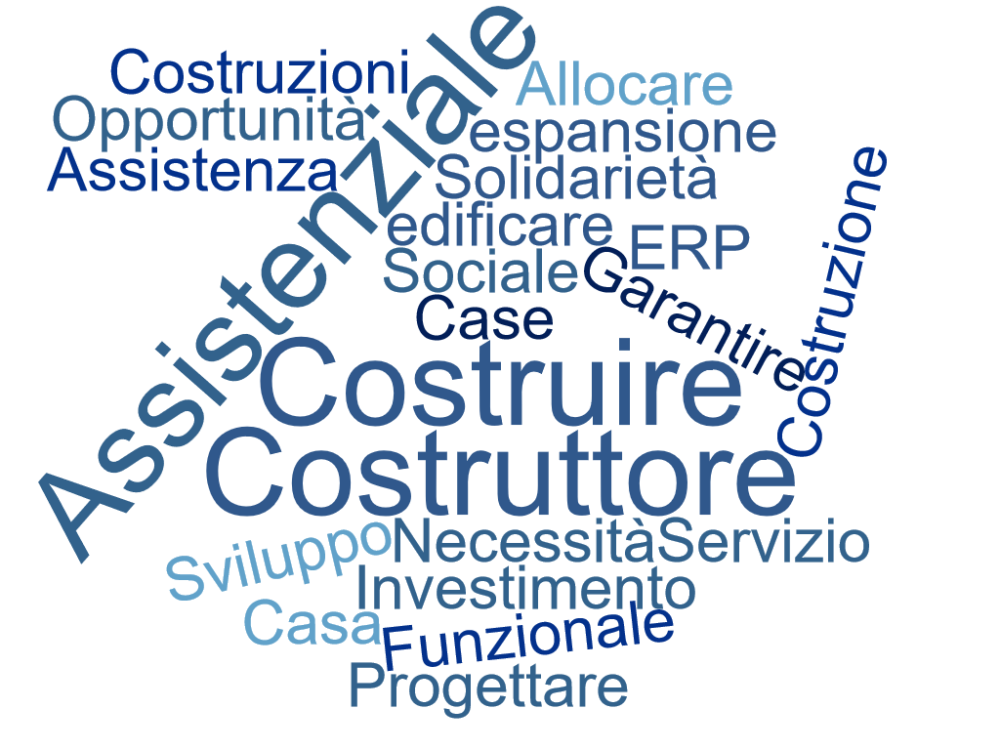 Assistenziale
Costruzioni
Allocare
Opportunità
espansione
Assistenza
Solidarietà
edificare
ERP
Costruzione
Sociale
Garantire
Case
Costruire
Costruttore
Sviluppo
Necessità
Servizio
Investimento
Casa
Funzionale
Progettare